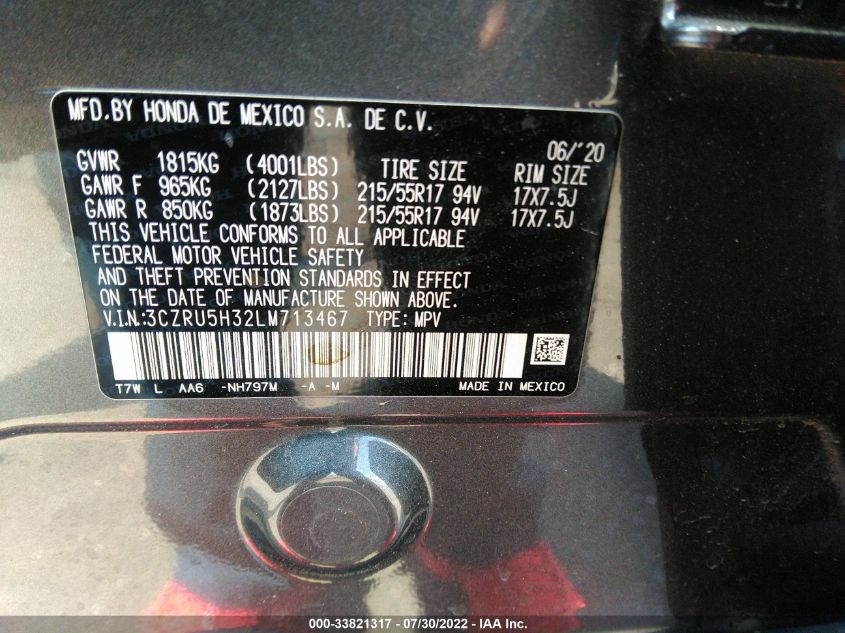 MFD.BY HONDA DE MEXICO S.A. DE C.V.
06/'20
GVWR 1815KG (4001LBS) TIRE SIZE RIM SIZE
GAWR F 965KG (2127LBS) 215/55R17 94V 17X7.5J
GAWR R 850KG (1873LBS) 215/55R17 94V 17X7.5J
THIS VEHICLE CONFORMS TO ALL APPLICABLE
FEDERAL MOTOR VEHICLE SAFETY
AND THEFT PREVENTION STANDARDS IN EFFECT
ON THE DATE OF MANUFACTURE SHOWN ABOVE.
V.I.N.:3CZRU5H32LM713467 TYPE: MPV
T7W L AA6 -NH797M -A -M MADE IN MEXICO
000-33821317 - 07/30/2022 - IAA Inc.